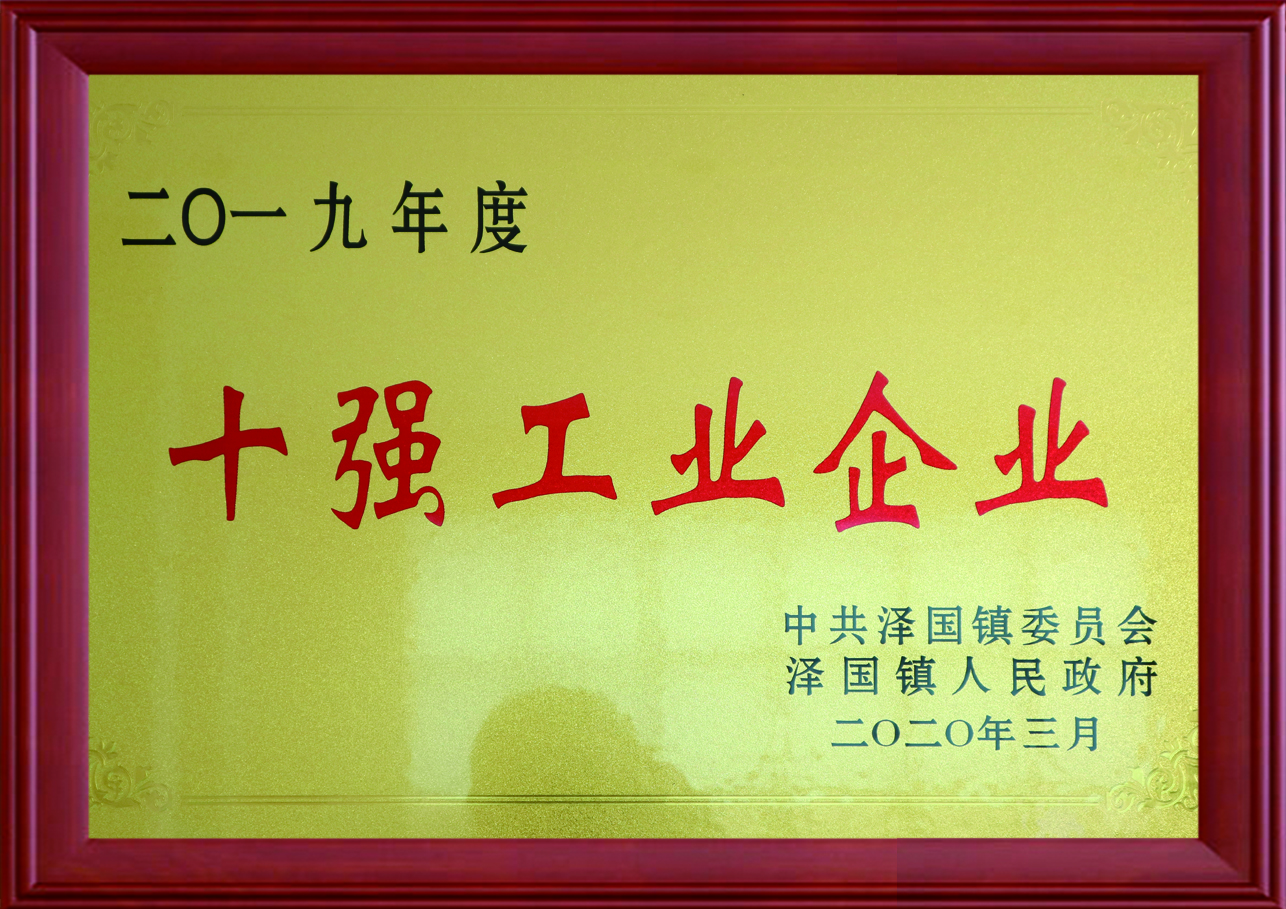 二〇一九年度
十强工业企业
中共泽国镇委员会
泽国镇人民政府
二〇二〇年三月